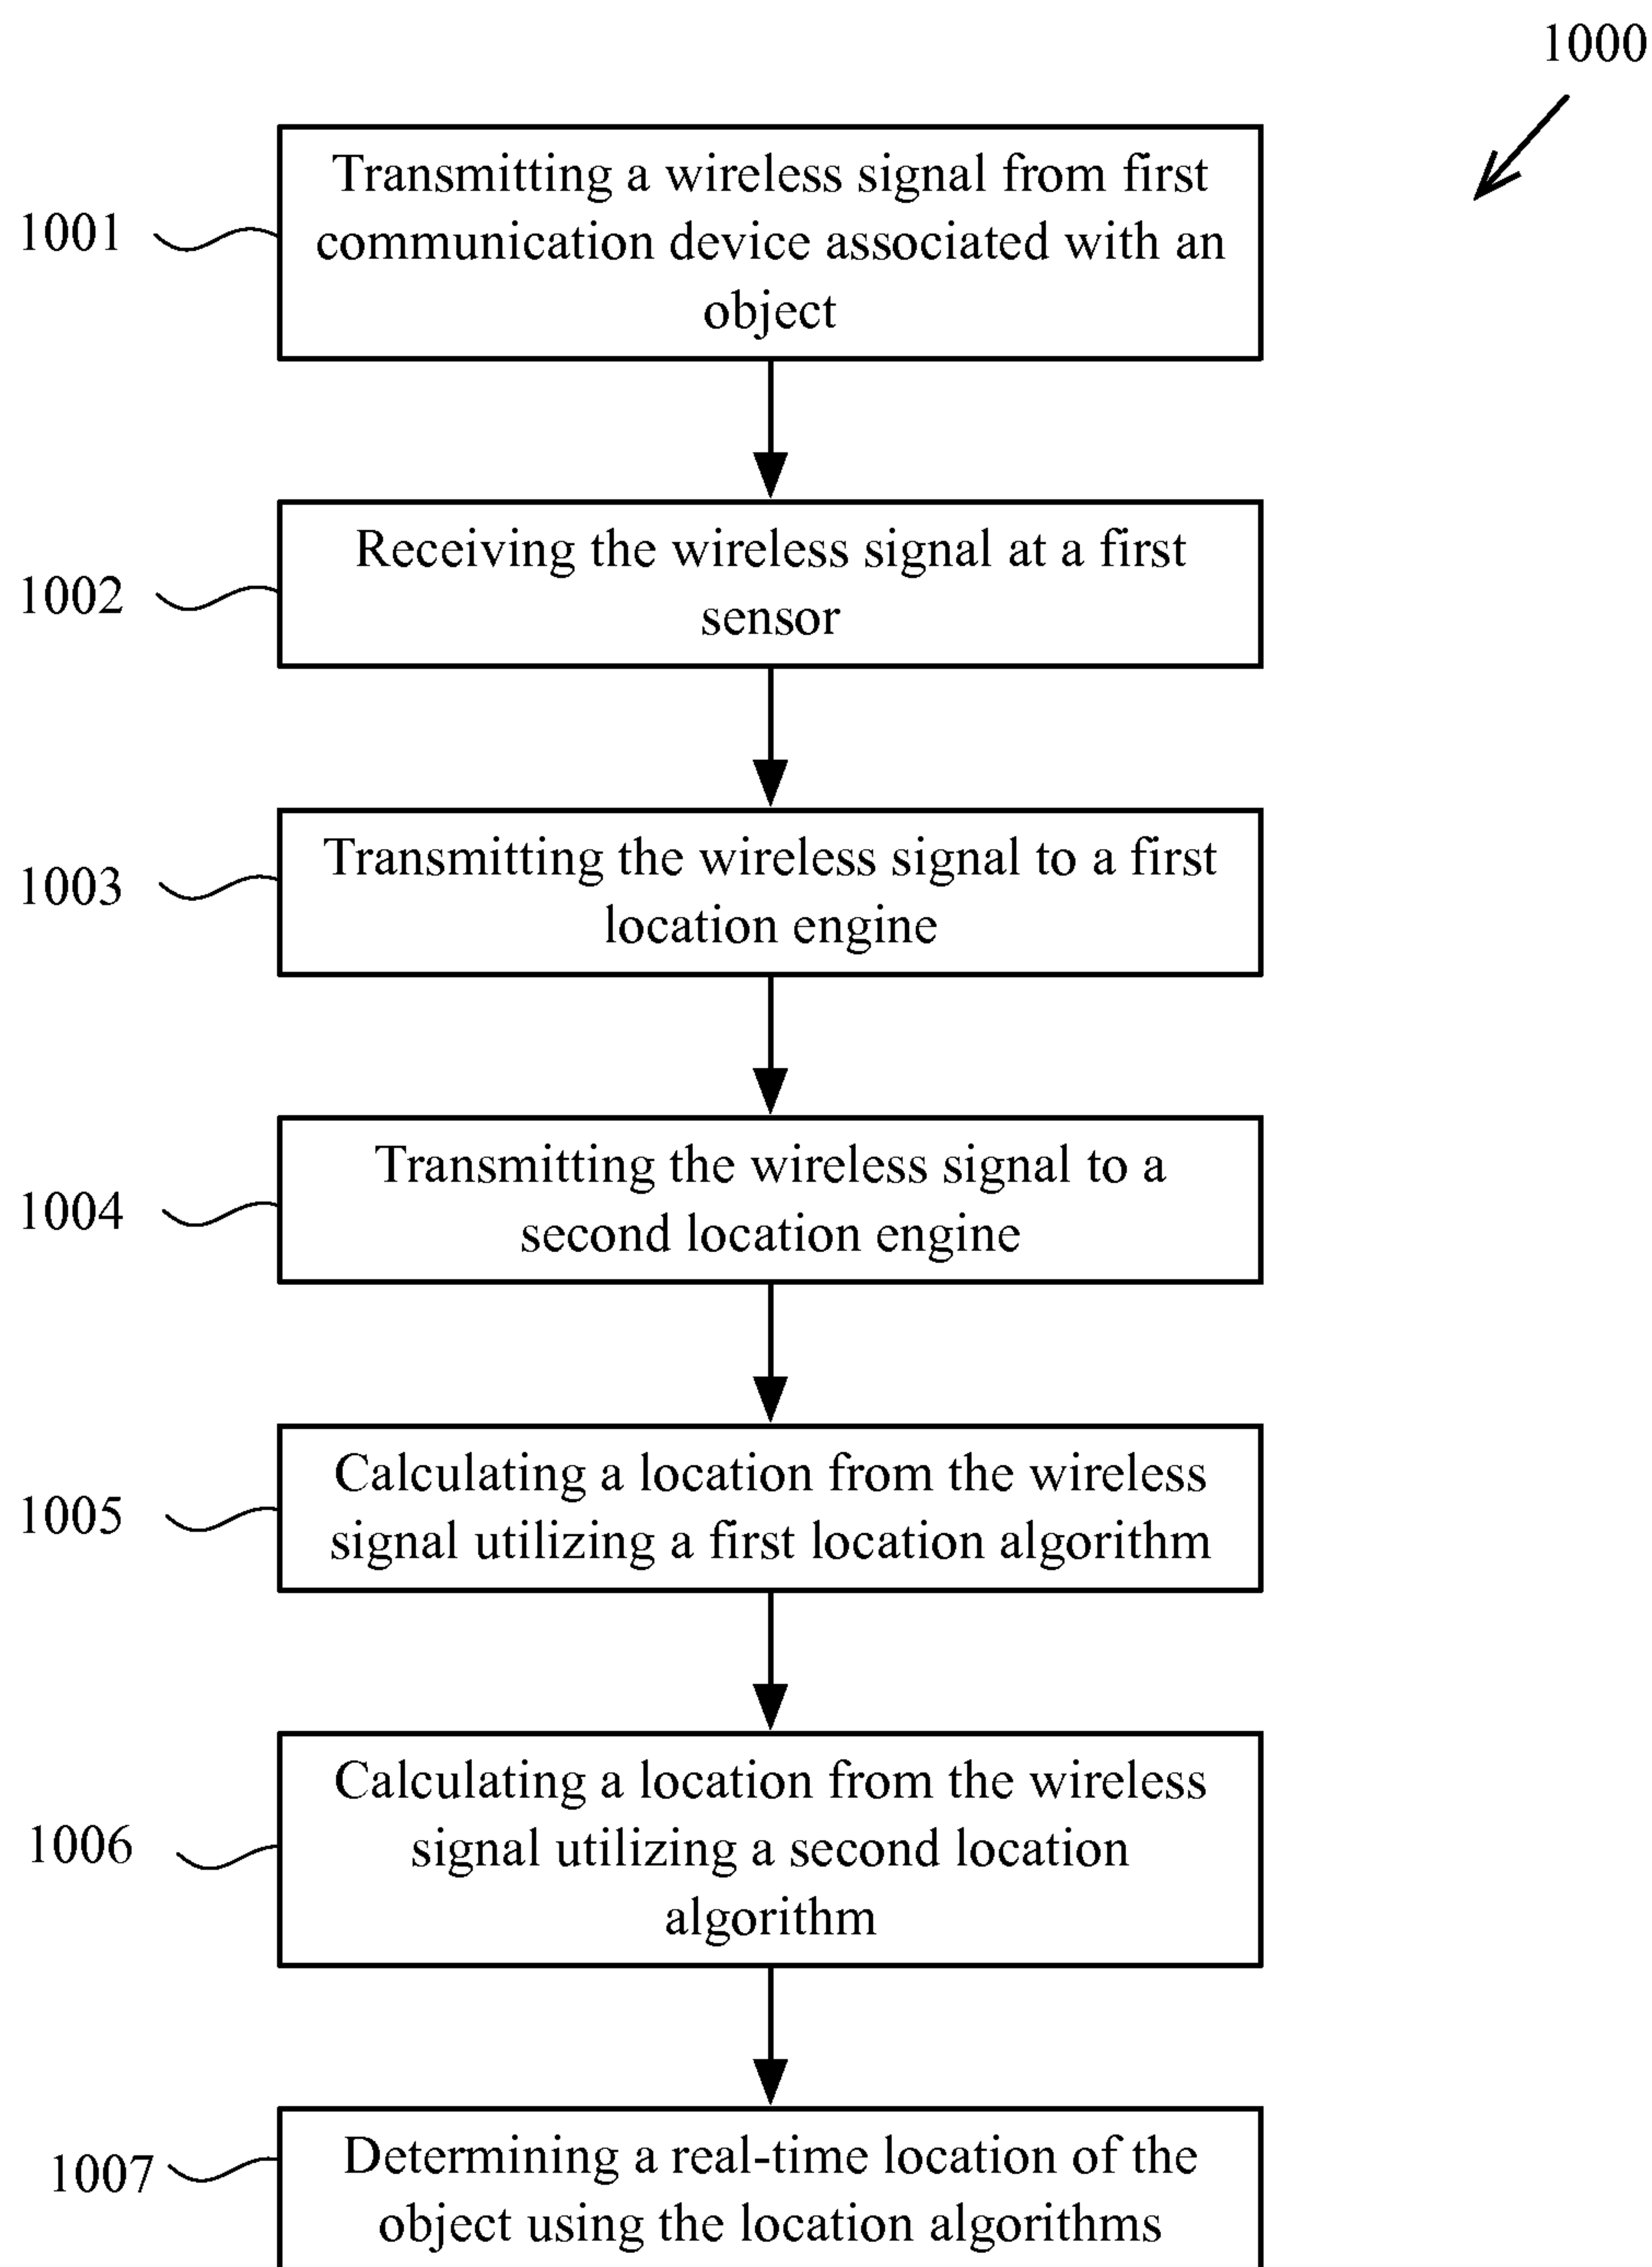 1000
Transmitting a wireless signal from first
communication device associated with an
object
1001
Receiving the wireless signal at a first
sensor
1002
Transmitting the wireless signal to a first
location engine
1003
Transmitting the wireless signal to a
second location engine
1004
Calculating a location from the wireless
signal utilizing a first location algorithm
1005
Calculating a location from the wireless
signal utilizing a second location
algorithm
1006
Determining a real-time location of the
object using the location algorithms
1007